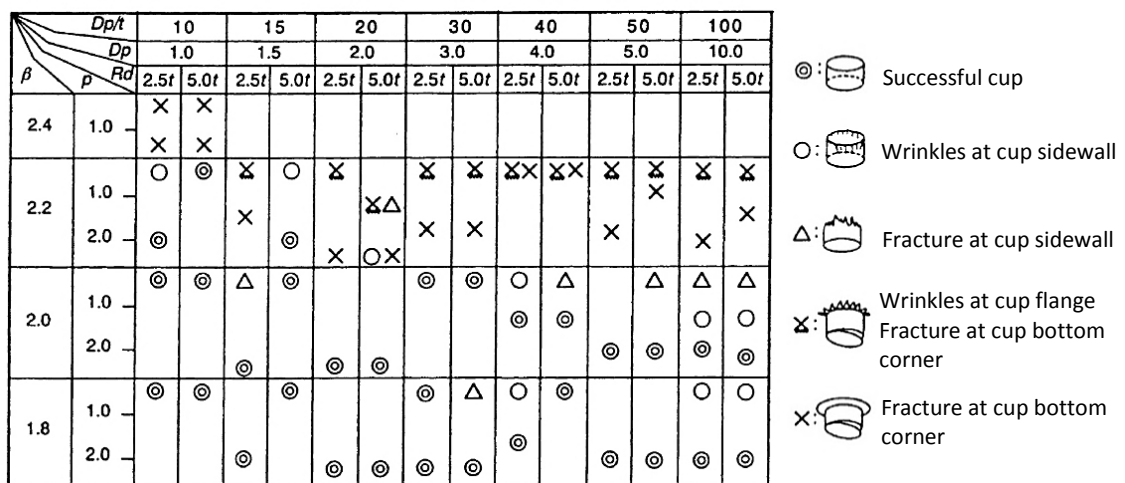 Dp/t 10 15 20 30 40 50 100
Dp 1.0 1.5 2.0 3.0 4.0 5.0 10.0
β p Rd 2.5t 5.0t 2.5t 5.0t 2.5t 5.0t 2.5t 5.0t 2.5t 5.0t 2.5t 5.0t 2.5t 5.0t
2.4 1.0
2.2 1.0
2.0
2.0 1.0
2.0
1.8 1.0
2.0
Successful cup
Wrinkles at cup sidewall
Fracture at cup sidewall
Wrinkles at cup flange
Fracture at cup bottom
corner
Fracture at cup bottom
corner